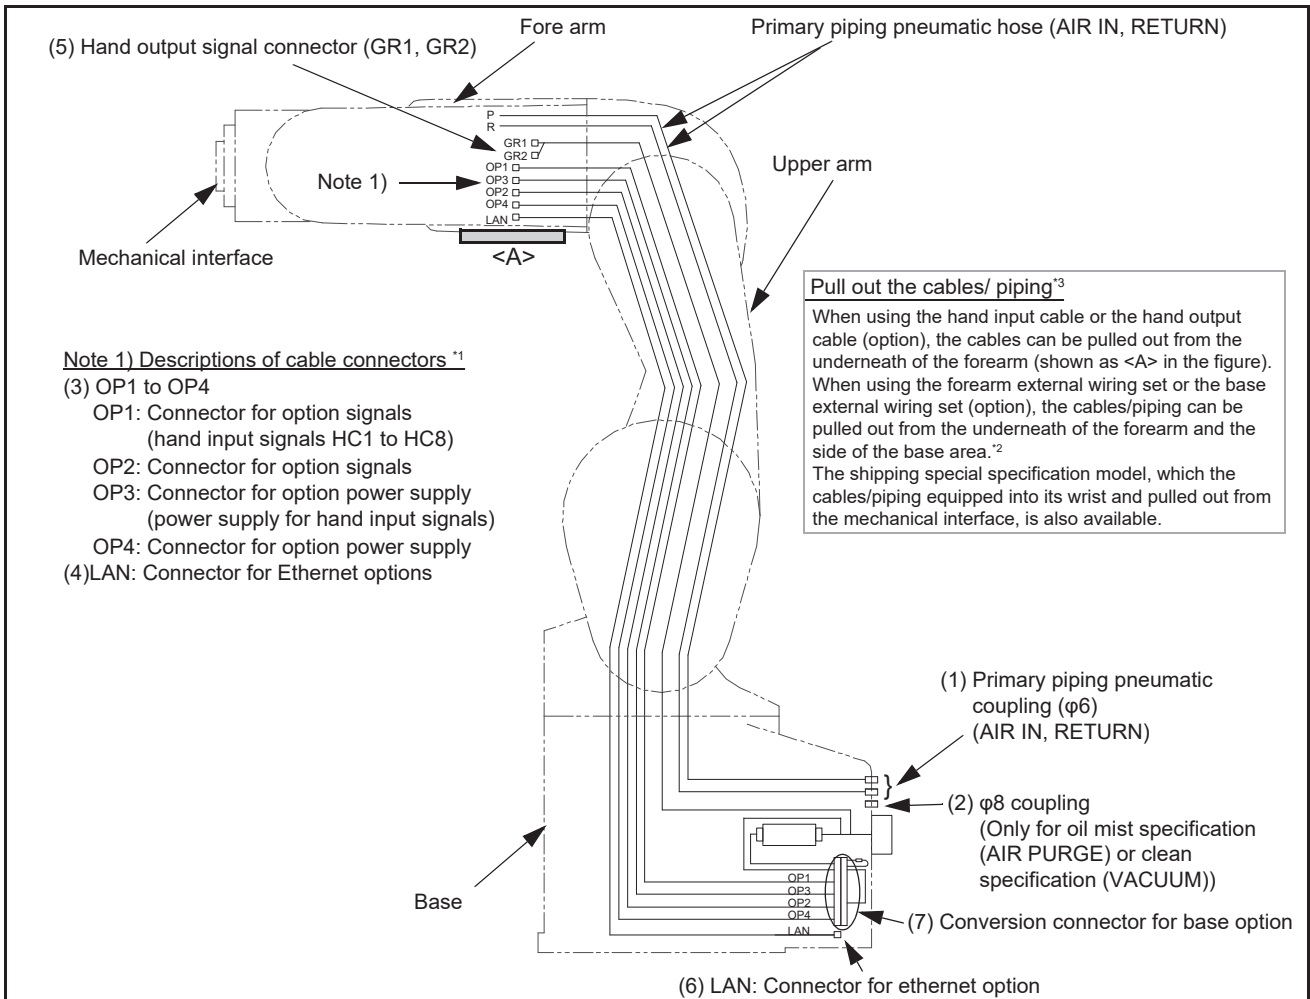 (5) Hand output signal connector (GR1, GR2)
Fore arm
Primary piping pneumatic hose (AIR IN, RETURN)
P
R
GR1
GR2
OP1
OP3
OP2
OP4
LAN
Note 1)
Upper arm
Mechanical interface
<A>
Pull out the cables/ piping*3
When using the hand input cable or the hand output
cable (option), the cables can be pulled out from the
underneath of the forearm (shown as <A> in the figure).
When using the forearm external wiring set or the base
external wiring set (option), the cables/piping can be
pulled out from the underneath of the forearm and the
side of the base area.*2
The shipping special specification model, which the
cables/piping equipped into its wrist and pulled out from
the mechanical interface, is also available.
Note 1) Descriptions of cable connectors *1
(3) OP1 to OP4
OP1: Connector for option signals
(hand input signals HC1 to HC8)
OP2: Connector for option signals
OP3: Connector for option power supply
(power supply for hand input signals)
OP4: Connector for option power supply
(4)LAN: Connector for Ethernet options
(1) Primary piping pneumatic
coupling (φ6)
(AIR IN, RETURN)
}
(2) φ8 coupling
(Only for oil mist specification
(AIR PURGE) or clean
specification (VACUUM))
Base
OP1
OP3
OP2
OP4
LAN
(7) Conversion connector for base option
(6) LAN: Connector for ethernet option